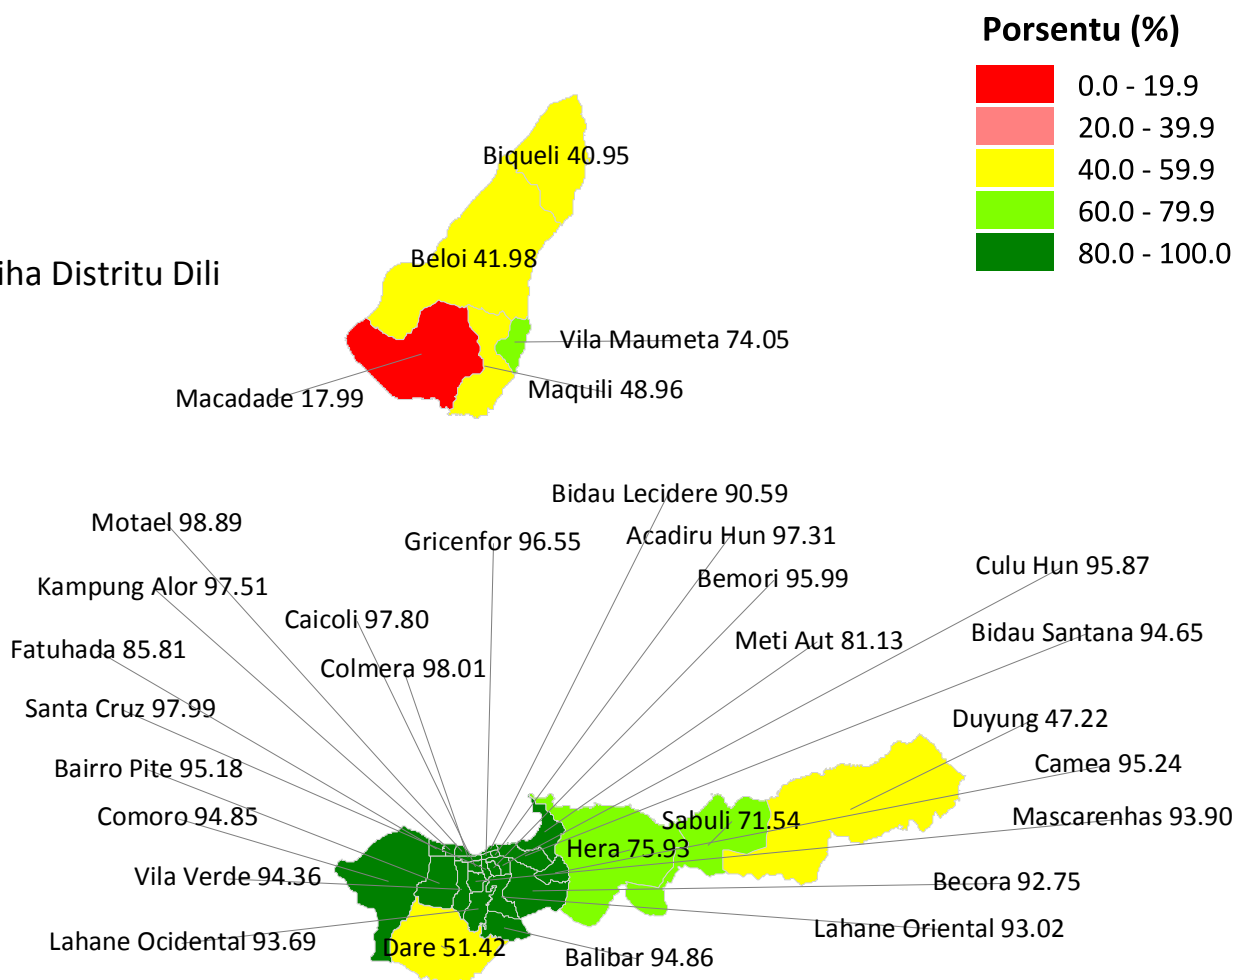 Porsentu (%)
0.0 - 19.9
20.0 - 39.9
40.0 - 59.9
60.0 - 79.9
80.0 - 100.0
Biqueli 40.95
Beloi 41.98
iha Distritu Dili
Vila Maumeta 74.05
Maquili 48.96
Macadade 17.99
Bidau Lecidere 90.59
Motael 98.89
Gricenfor 96.55
Acadiru Hun 97.31
Culu Hun 95.87
Bemori 95.99
Kampung Alor 97.51
Caicoli 97.80
Bidau Santana 94.65
Meti Aut 81.13
Fatuhada 85.81
Colmera 98.01
Santa Cruz 97.99
Duyung 47.22
Bairro Pite 95.18
Camea 95.24
Comoro 94.85
Sabuli 71.54
Mascarenhas 93.90
Hera 75.93
Vila Verde 94.36
Becora 92.75
Lahane Oriental 93.02
Lahane Ocidental 93.69
Dare 51.42
Balibar 94.86